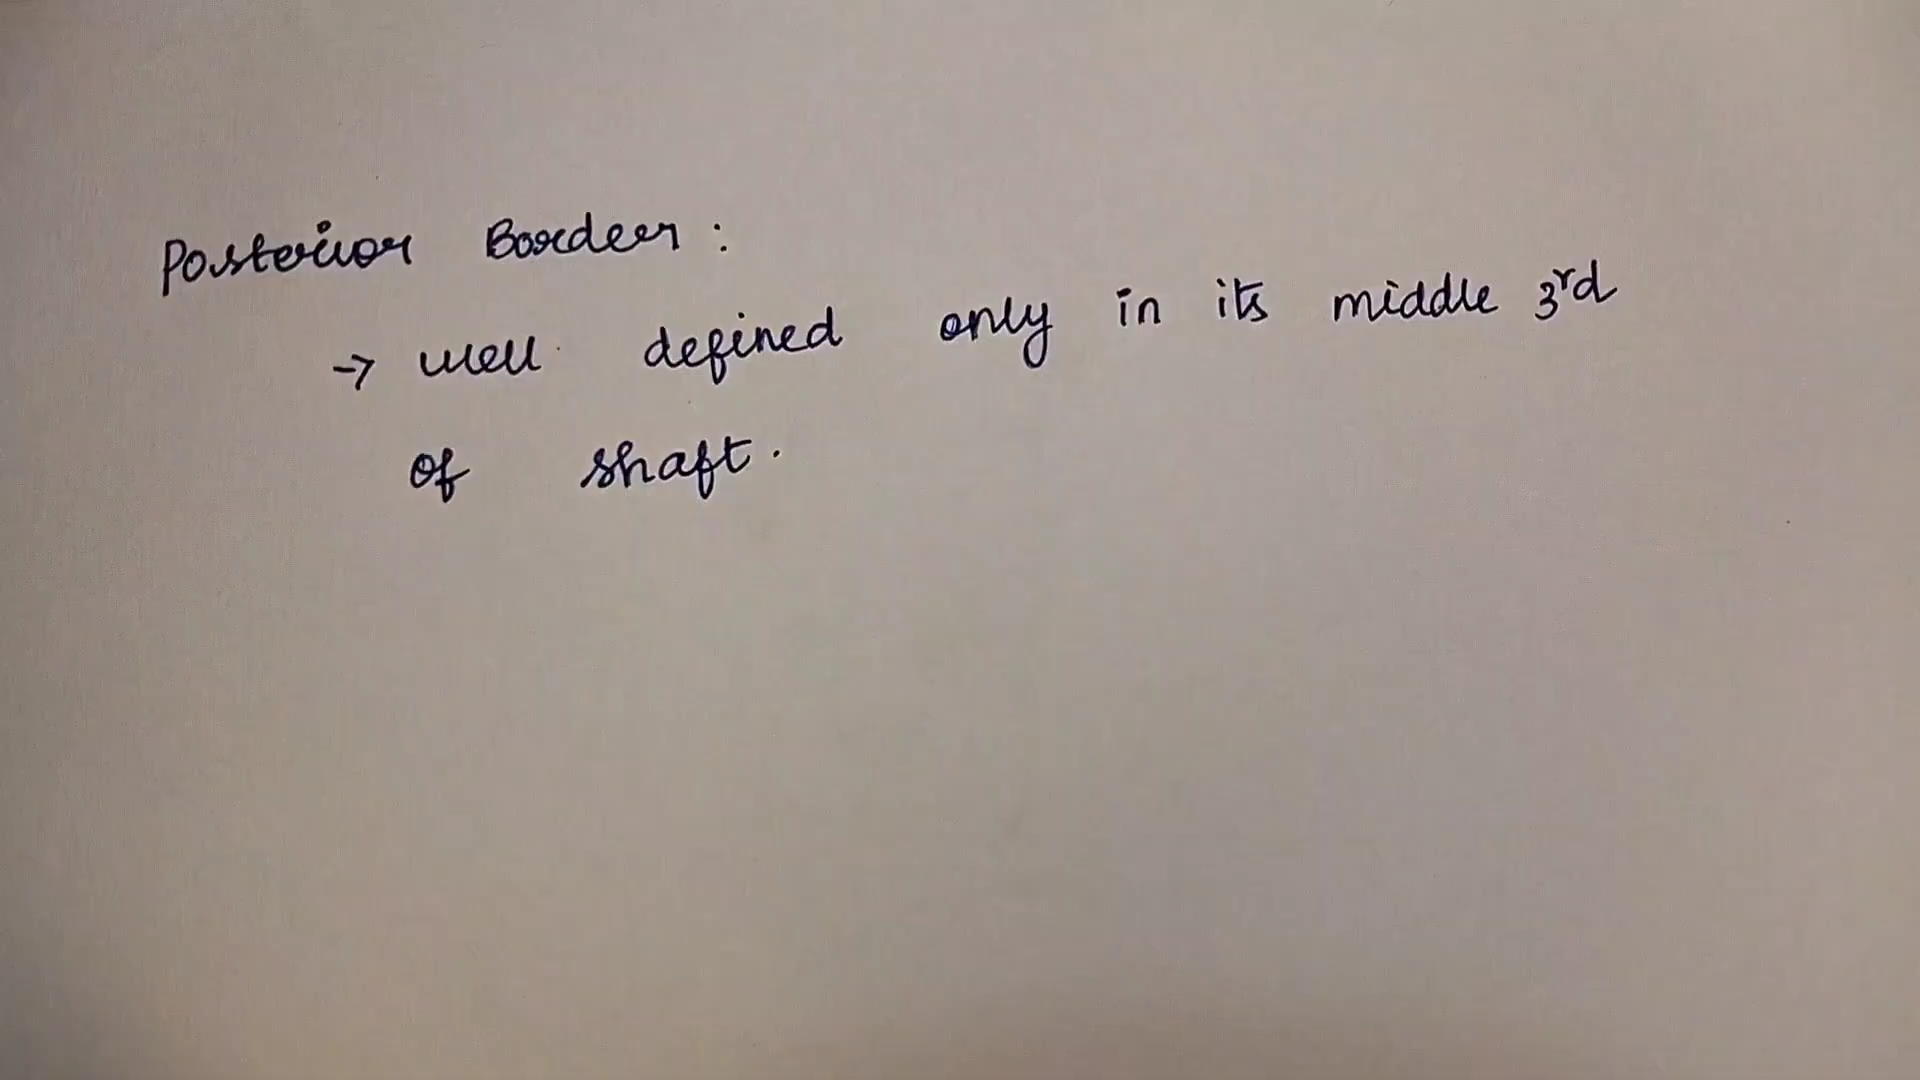 Posterior Border :
→ well defined only in its middle 3rd
of shaft.